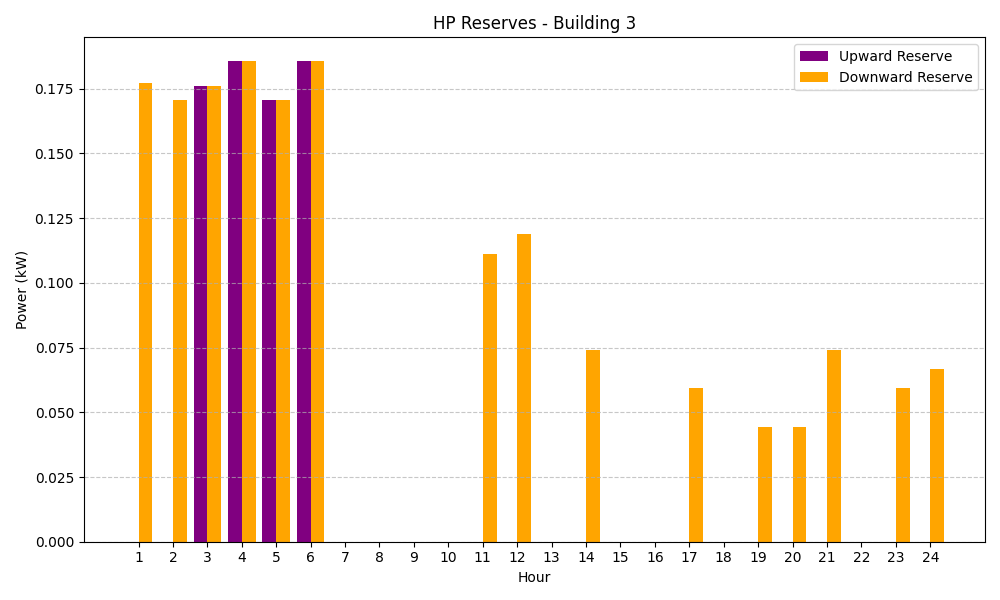 HP Reserves - Building 3
Upward Reserve
Downward Reserve
Power (kW)
0.175
0.150
0.125
0.100
0.075
0.050
0.025
0.000
1 2 3 4 5 6 7 8 9 10 11 12 13 14 15 16 17 18 19 20 21 22 23 24
Hour